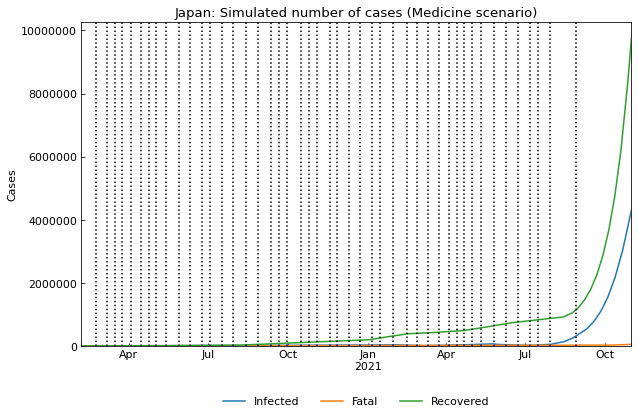 Japan: Simulated number of cases (Medicine scenario)
10000000
8000000
6000000
4000000
2000000
0
Cases
Apr Jul Oct Jan Apr Jul Oct
2021
Infected Fatal Recovered